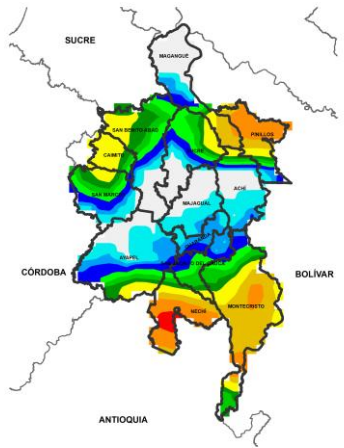 SUCRE
MAGANGUE
SAN BENITO ABAD
PINILLOS
CAIMITO
SAN MARCOS
ACHÍ
MAJAGUAL
AYAPEL
CÓRDOBA
BOLÍVAR
MONTECRISTO
NECHÍ
ANTIOQUIA